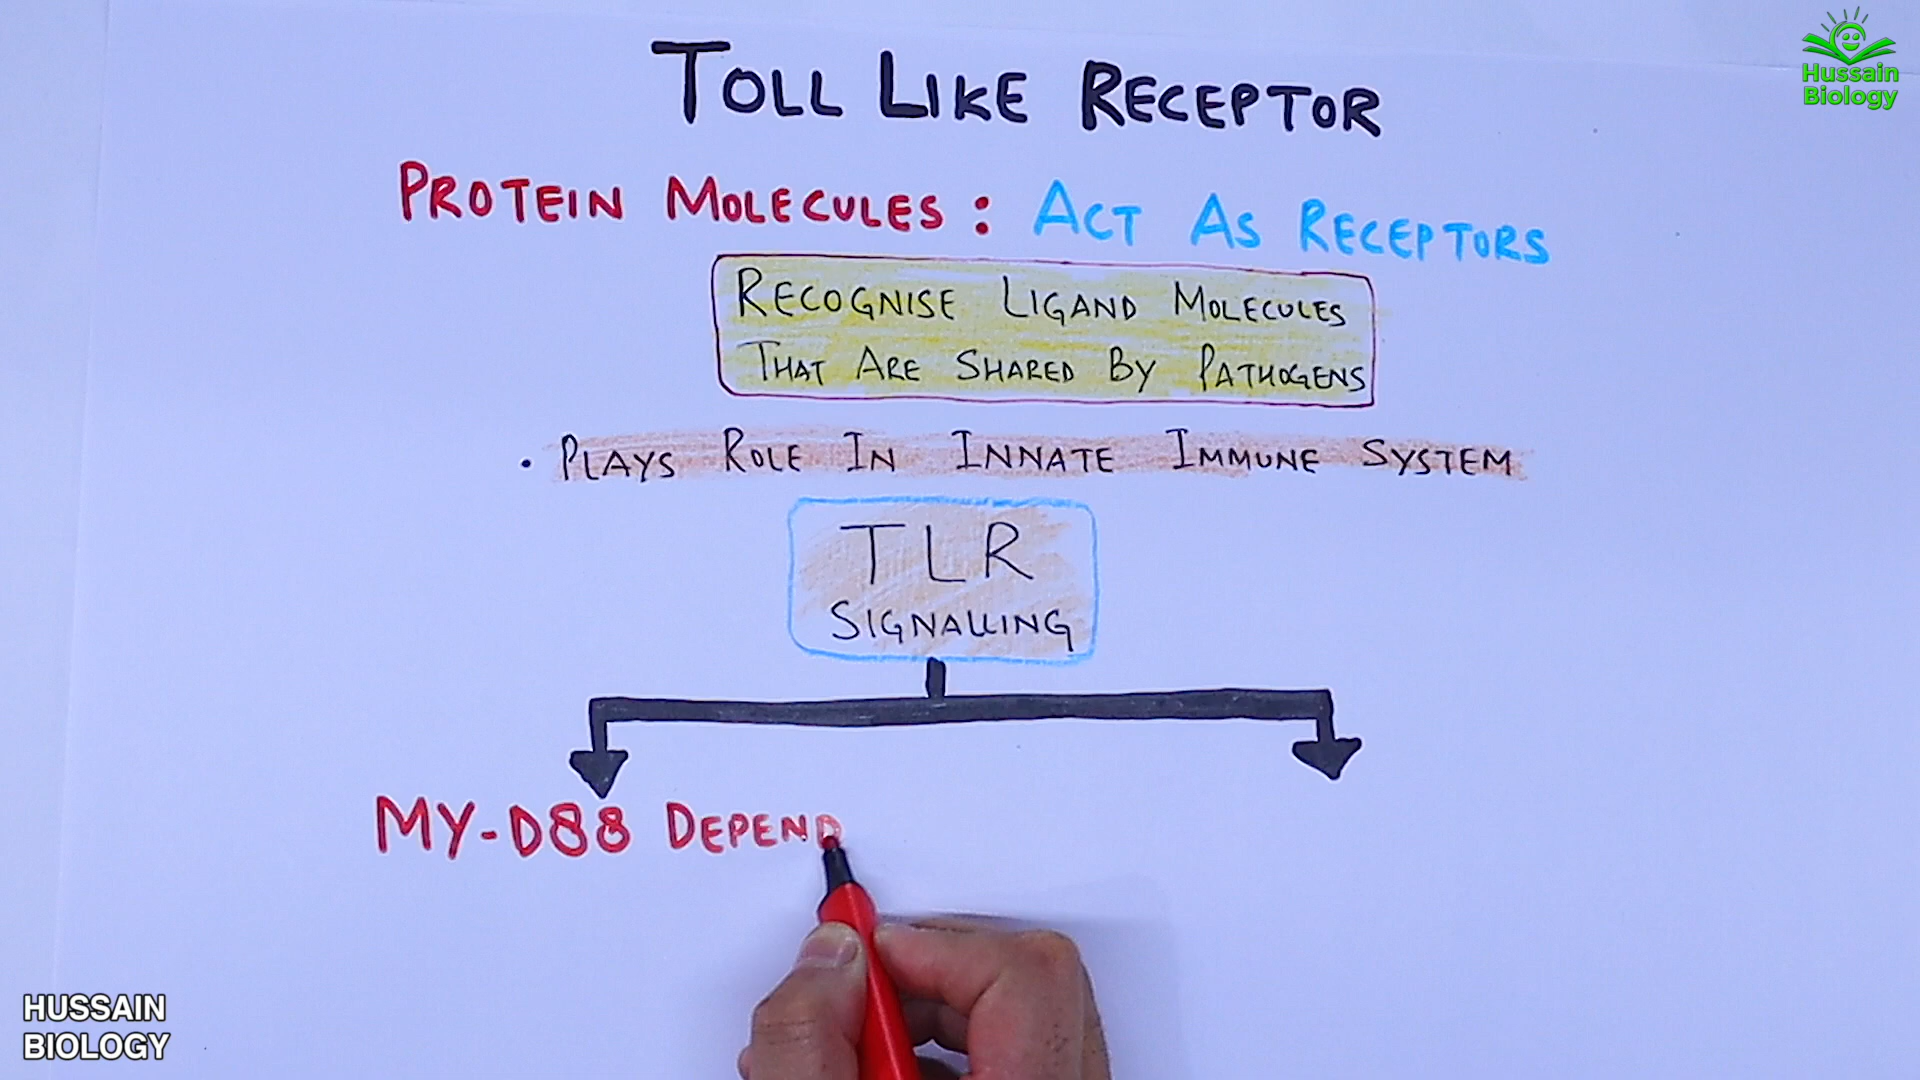 Hussain
Biology
TOLL LIKE RECEPTOR
PROTEIN MOLECULES : ACT AS RECEPTORS
RECOGNISE LIGAND MOLECULES
THAT ARE SHARED BY PATHOGENS
• PLAYS ROLE IN INNATE IMMUNE SYSTEM
TLR
SIGNALLING
MY-D88 DEPEND
HUSSAIN
BIOLOGY